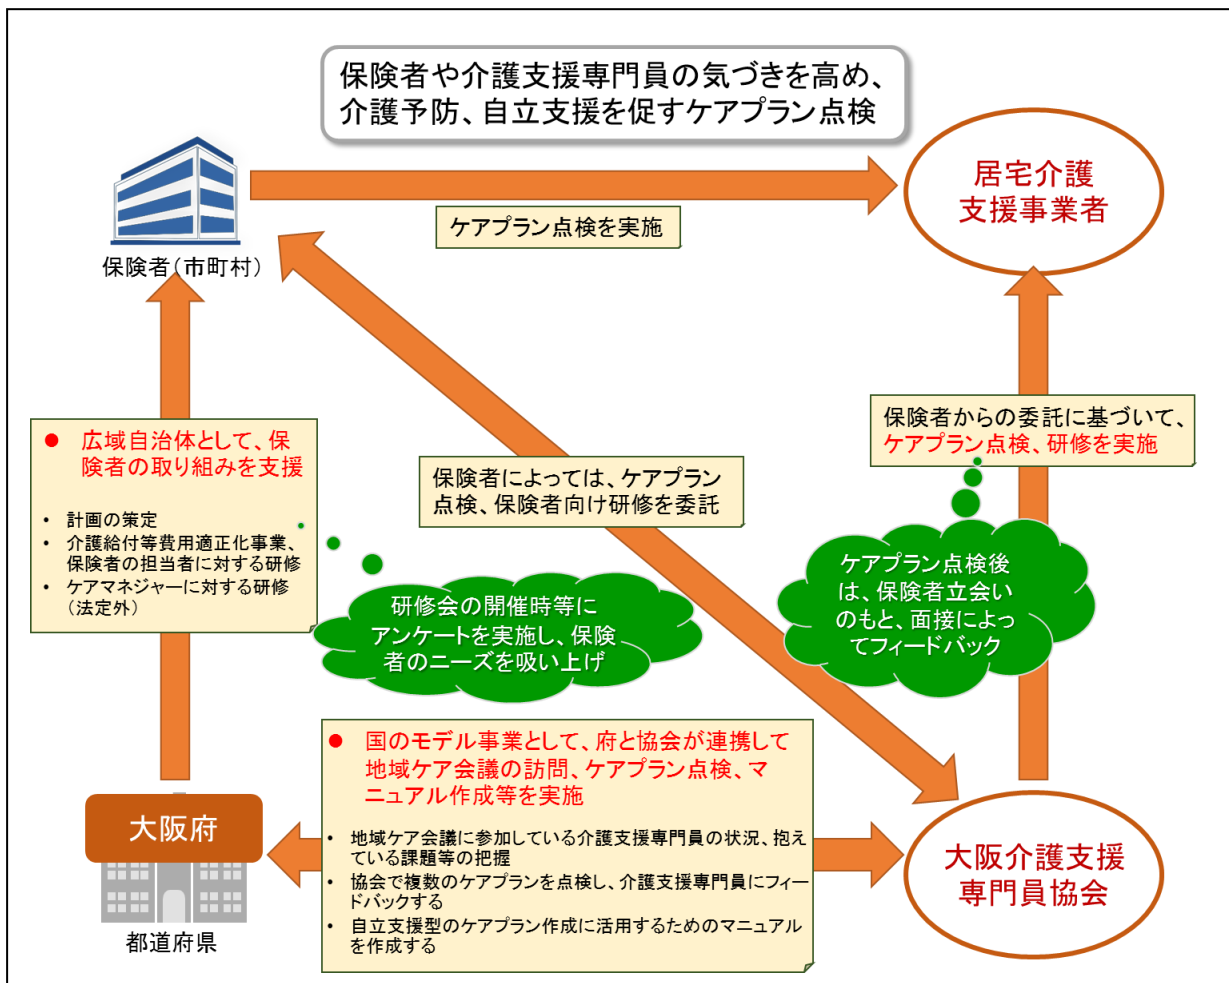 保険者や介護支援専門員の気づきを高め、
介護予防、自立支援を促すケアプラン点検
居宅介護
支援事業者
ケアプラン点検を実施
保険者(市町村)
● 広域自治体として、保
険者の取り組みを支援
• 計画の策定
• 介護給付等費用適正化事業、
保険者の担当者に対する研修
• ケアマネジャーに対する研修
(法定外)
保険者によっては、ケアプラン
点検、保険者向け研修を委託
保険者からの委託に基づいて、
ケアプラン点検、研修を実施
ケアプラン点検後
は、保険者立会い
のもと、面接によっ
てフィードバック
研修会の開催時等に
アンケートを実施し、保険
者のニーズを吸い上げ
● 国のモデル事業として、府と協会が連携して
地域ケア会議の訪問、ケアプラン点検、マ
ニュアル作成等を実施
• 地域ケア会議に参加している介護支援専門員の状況、抱え
ている課題等の把握
• 協会で複数のケアプランを点検し、介護支援専門員にフィー
ドバックする
• 自立支援型のケアプラン作成に活用するためのマニュアル
を作成する
大阪府
都道府県
大阪介護支援
専門員協会